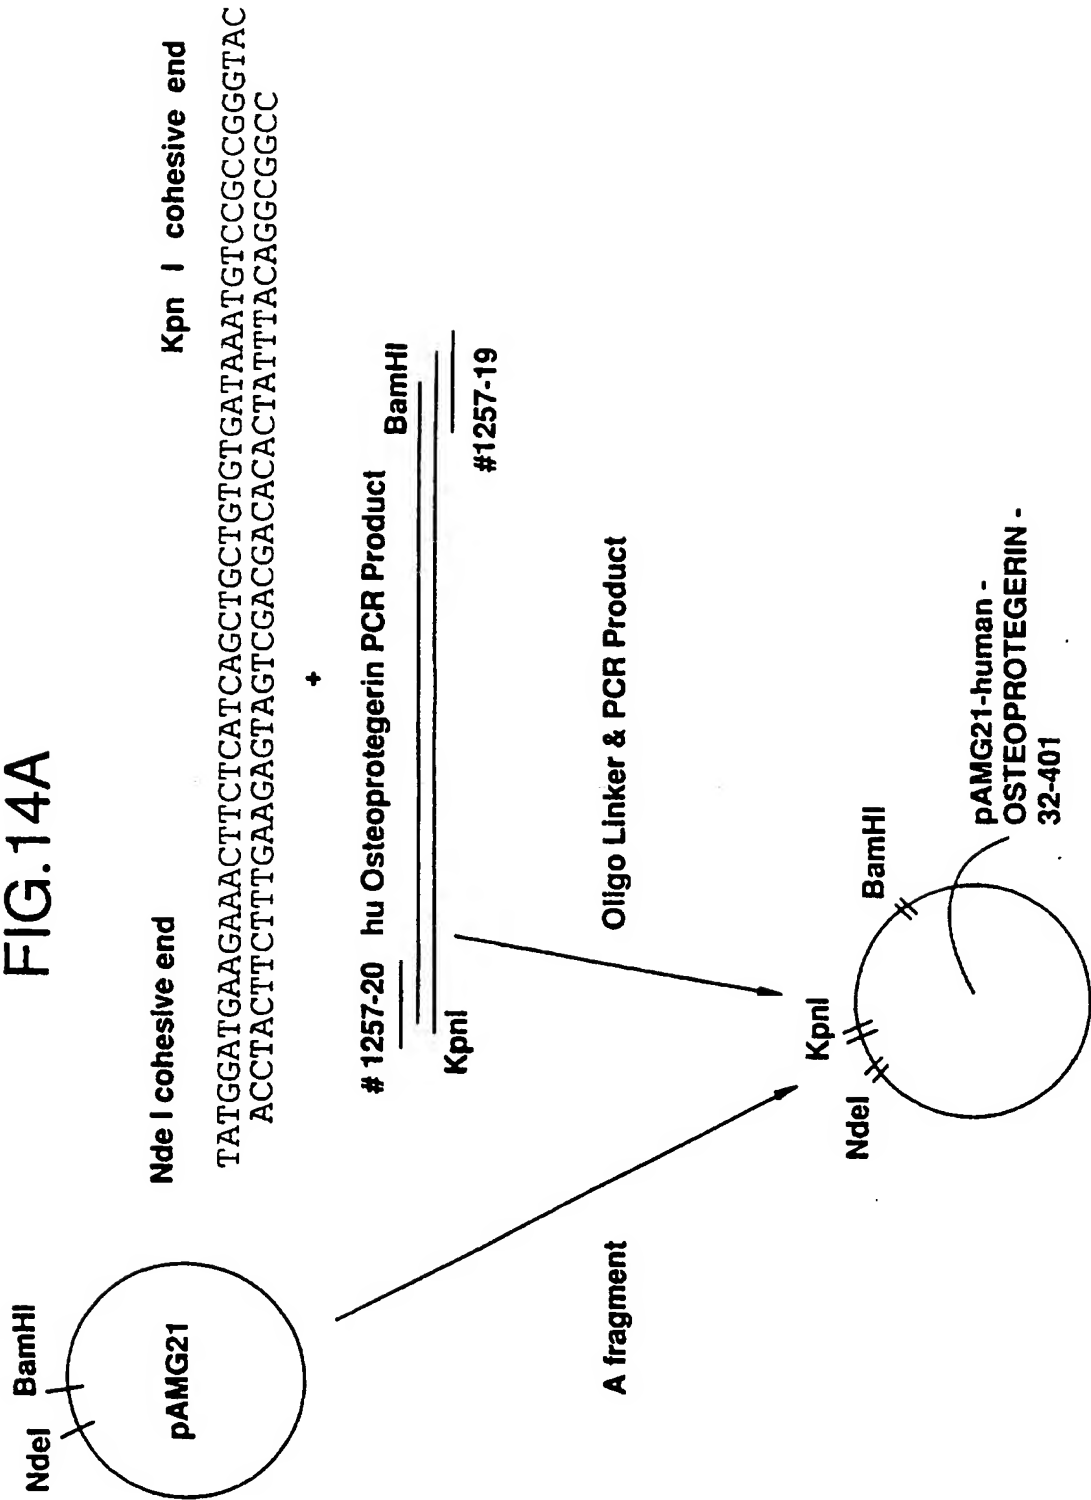 FIG.14A
NdeI BamHI
pAMG21
Nde I cohesive end Kpn I cohesive end
TATGGATGAAGAAACTTCTCATCAGCTGCTGTGTGATAAATGTCCGCCGGGTAC
ACCTACTTCTTTGAAGAGTAGTCGACGACACACTATTTACAGGCGGCC
+
# 1257-20 hu Osteoprotegerin PCR Product
BamHI
KpnI
#1257-19
A fragment
Oligo Linker & PCR Product
NdeI KpnI BamHI
pAMG21-human -
OSTEOPROTEGERIN -
32-401